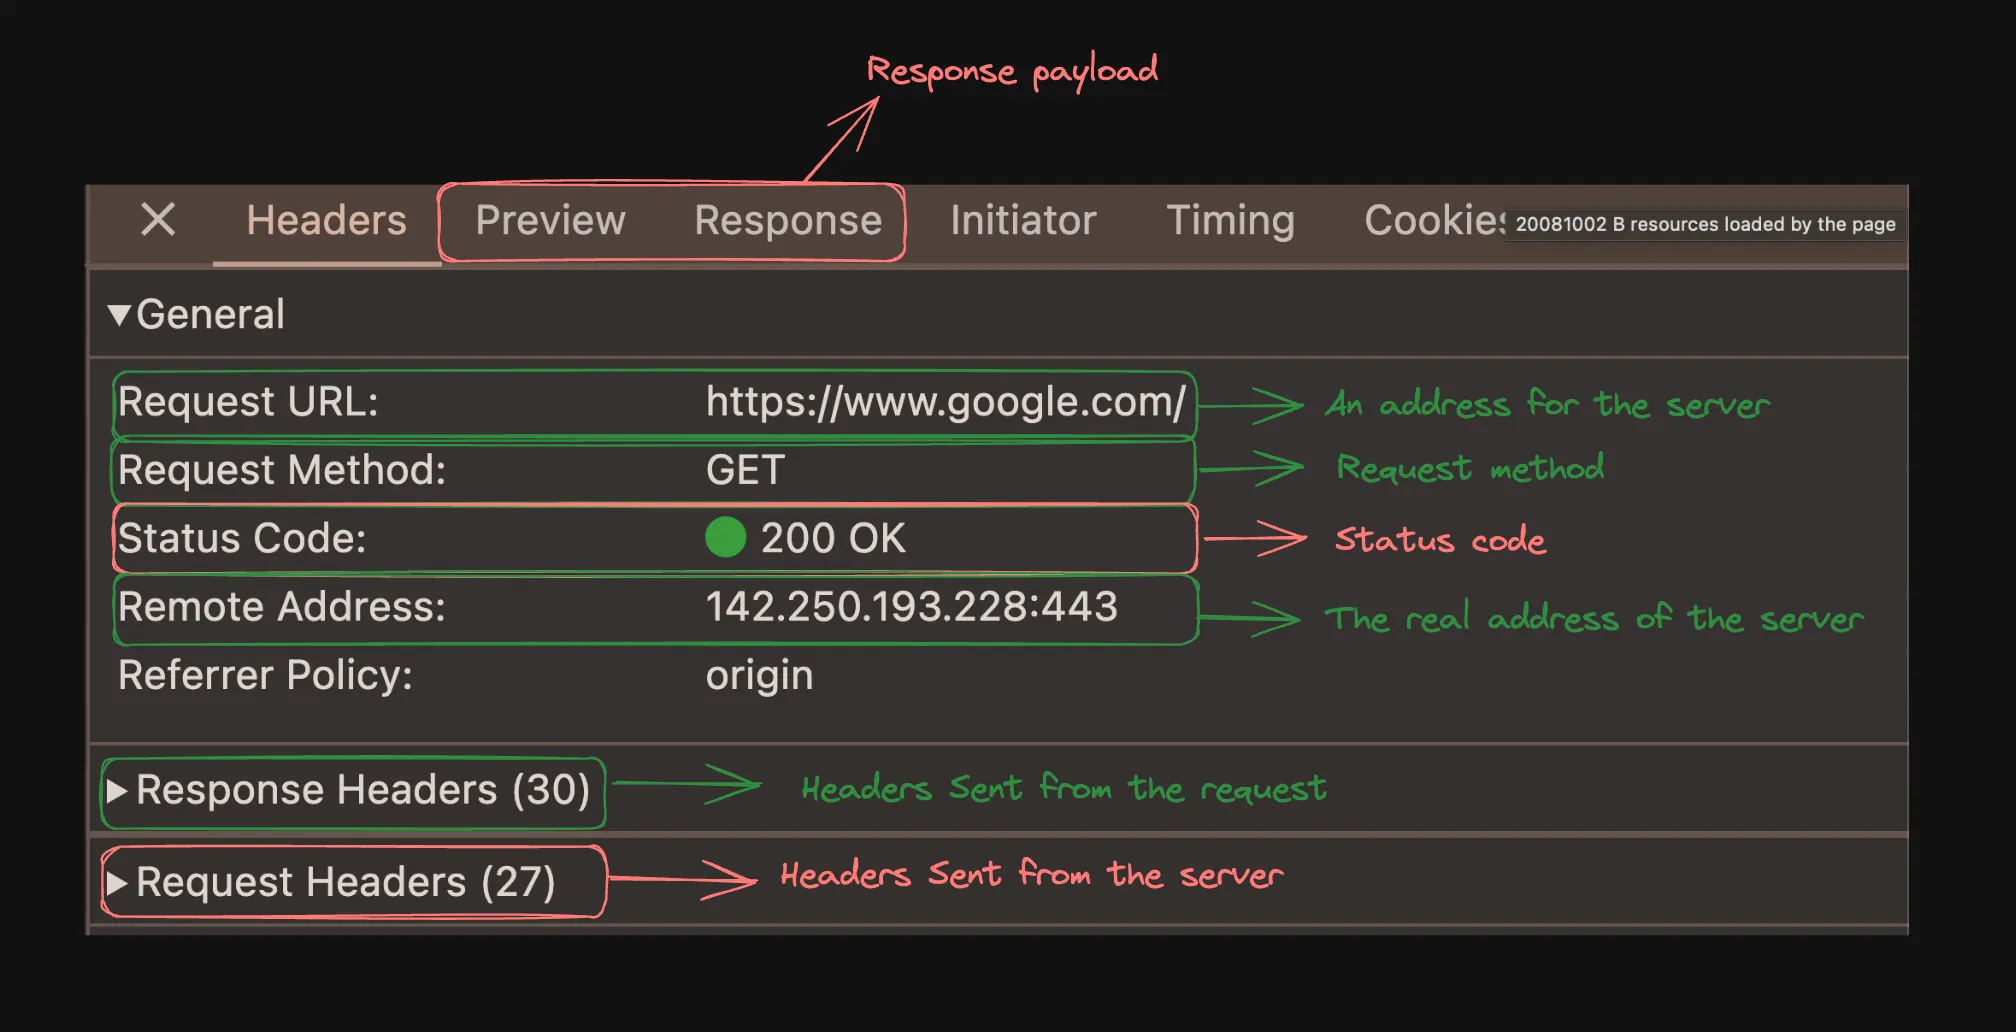 Response payload
Headers Preview Response Initiator Timing Cookies 20081002 B resources loaded by the page
▼General
Request URL: https://www.google.com/ An address for the server
Request Method: GET Request method
Status Code: 200 OK Status code
Remote Address: 142.250.193.228:443 The real address of the server
Referrer Policy: origin
▶Response Headers (30) Headers Sent from the request
▶Request Headers (27) Headers Sent from the server